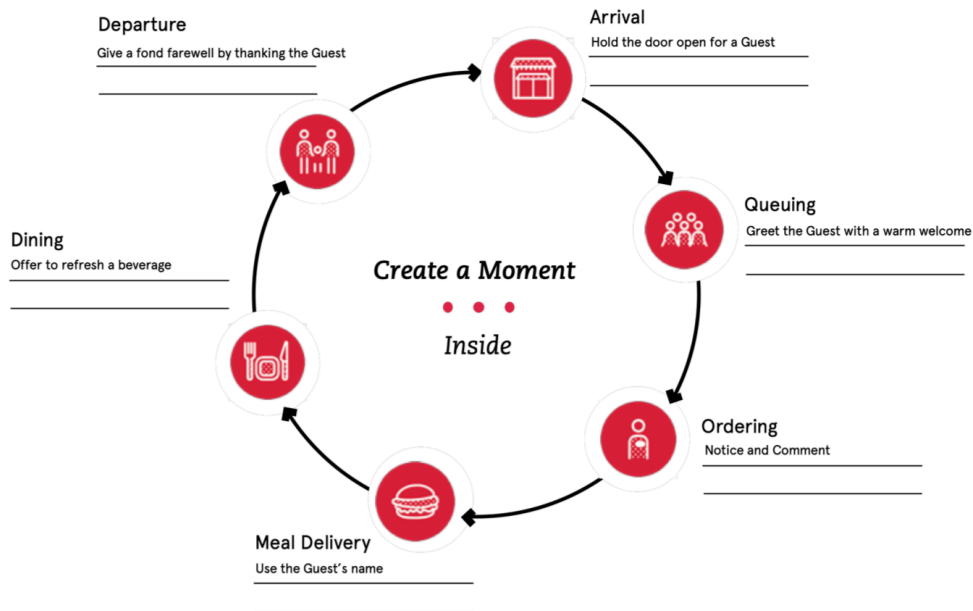 Departure
Give a fond farewell by thanking the Guest
Arrival
Hold the door open for a Guest
Queuing
Greet the Guest with a warm welcome
Dining
Offer to refresh a beverage
Create a Moment
Inside
Ordering
Notice and Comment
Meal Delivery
Use the Guest's name